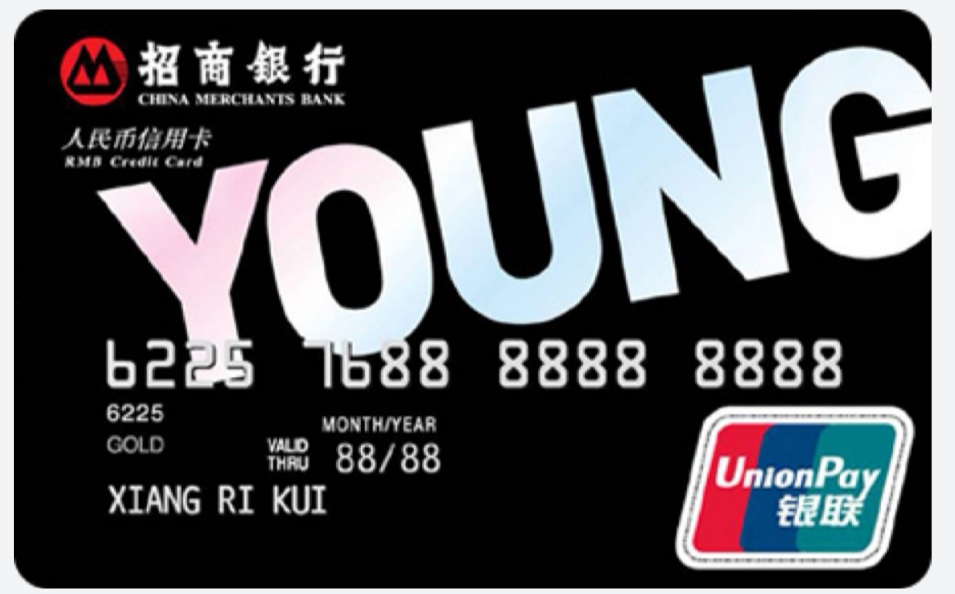 招商銀行
CHINA MERCHANTS BANK
人民币信用卡
RMB Credit Card
YOUNG
6225 7688 8888 8888
6225
MONTH/YEAR
GOLD
VALID THRU 88/88
XIANG RI KUI
UnionPay
银联